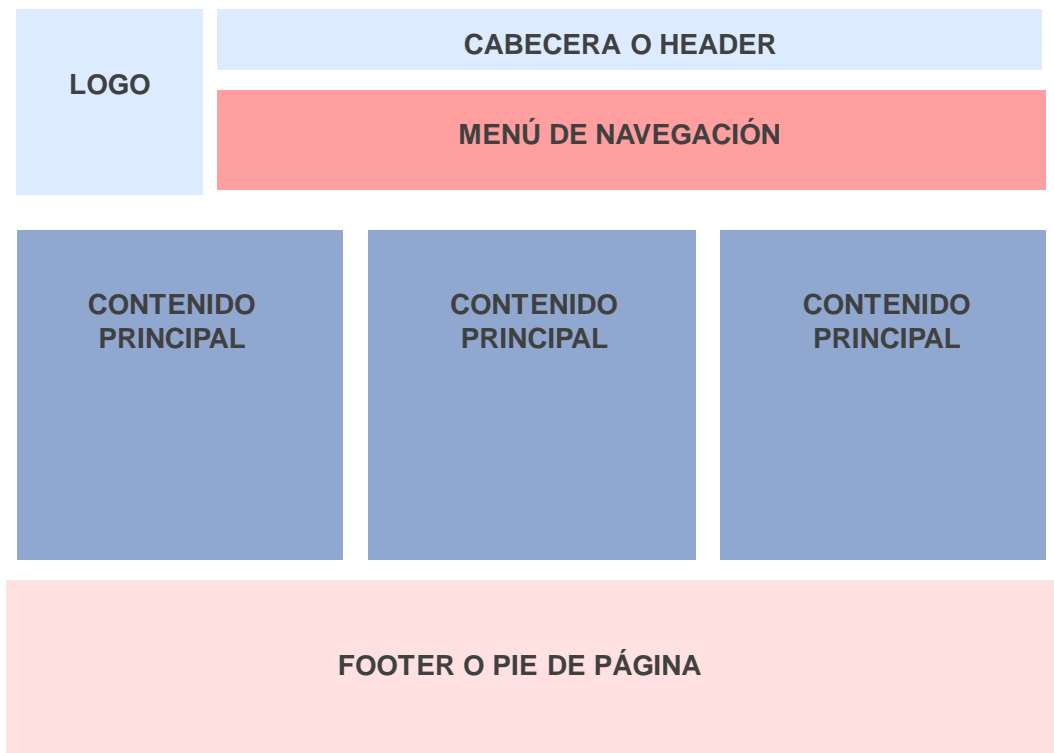 LOGO
CABECERA O HEADER
MENÚ DE NAVEGACIÓN
CONTENIDO
PRINCIPAL
CONTENIDO
PRINCIPAL
CONTENIDO
PRINCIPAL
FOOTER O PIE DE PÁGINA